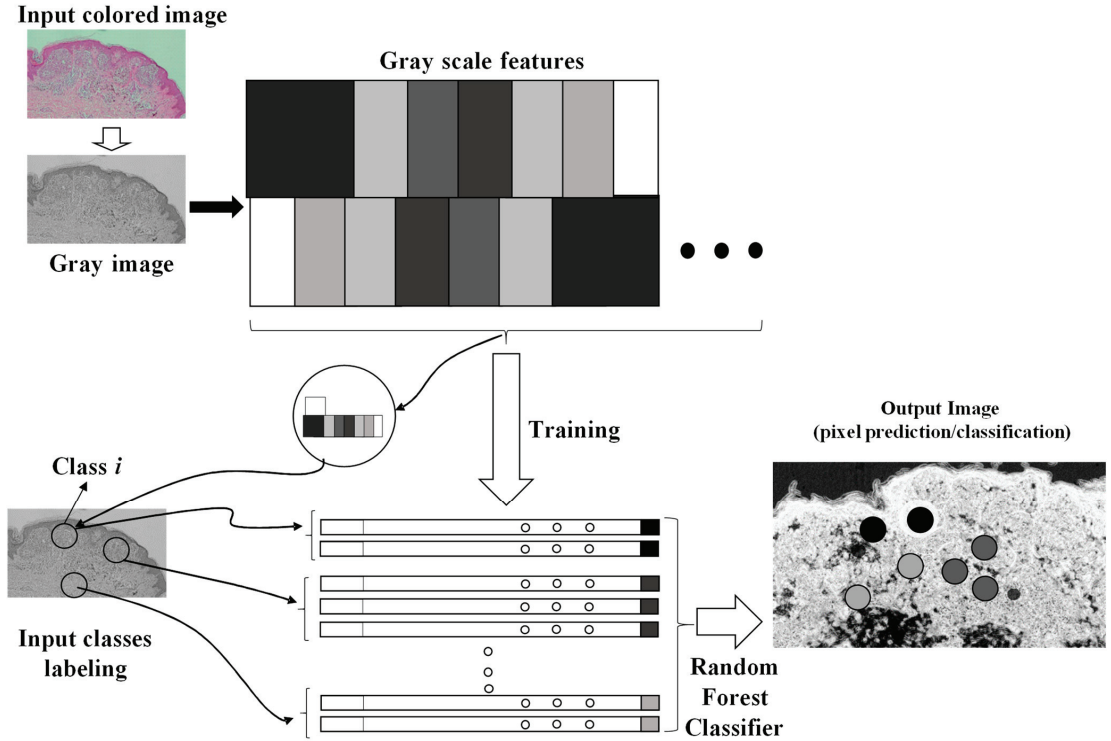 Input colored image
Gray scale features
Gray image
Training
Class i
Input classes
labeling
Random
Forest
Classifier
Output Image
(pixel prediction/classification)